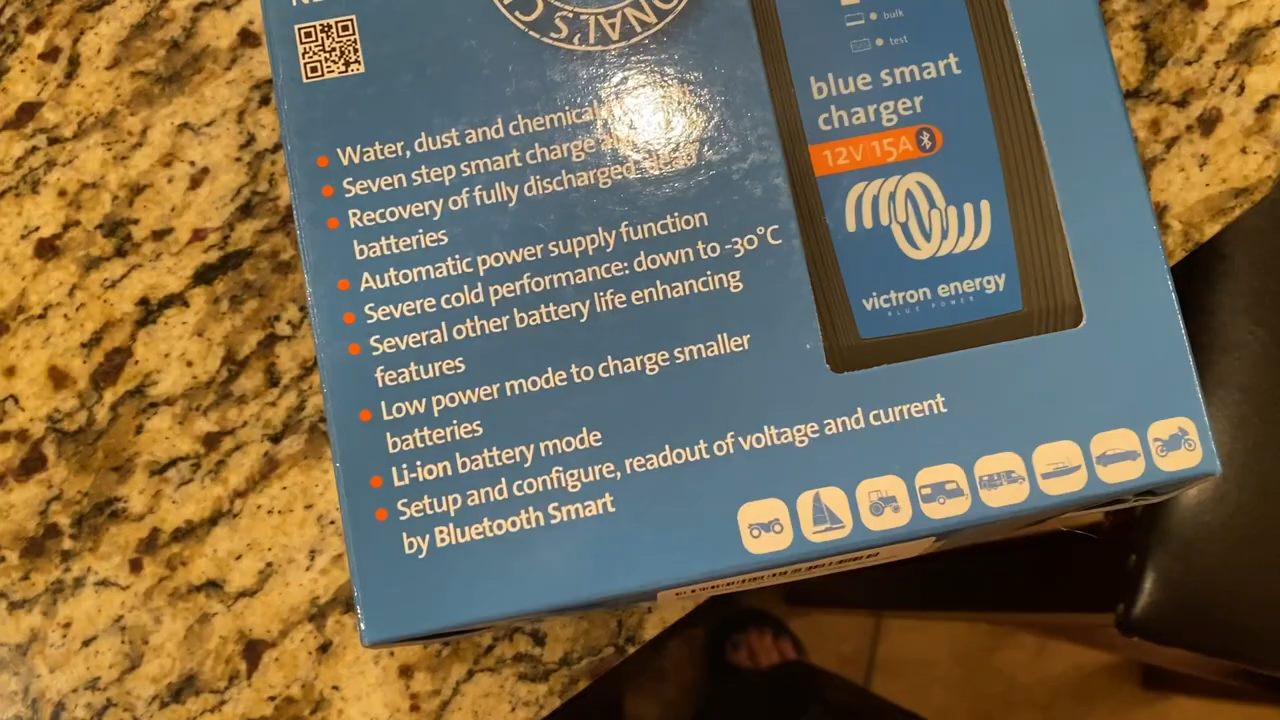 bulk
test
blue smart
charger
12V 15A
victron energy
BLUE POWER
Water, dust and chemical
Seven step smart charge
Recovery of fully discharged 'dead'
batteries
Automatic power supply function
Severe cold performance: down to -30°C
Several other battery life enhancing
features
Low power mode to charge smaller
batteries
Li-ion battery mode
Setup and configure, readout of voltage and current
by Bluetooth Smart